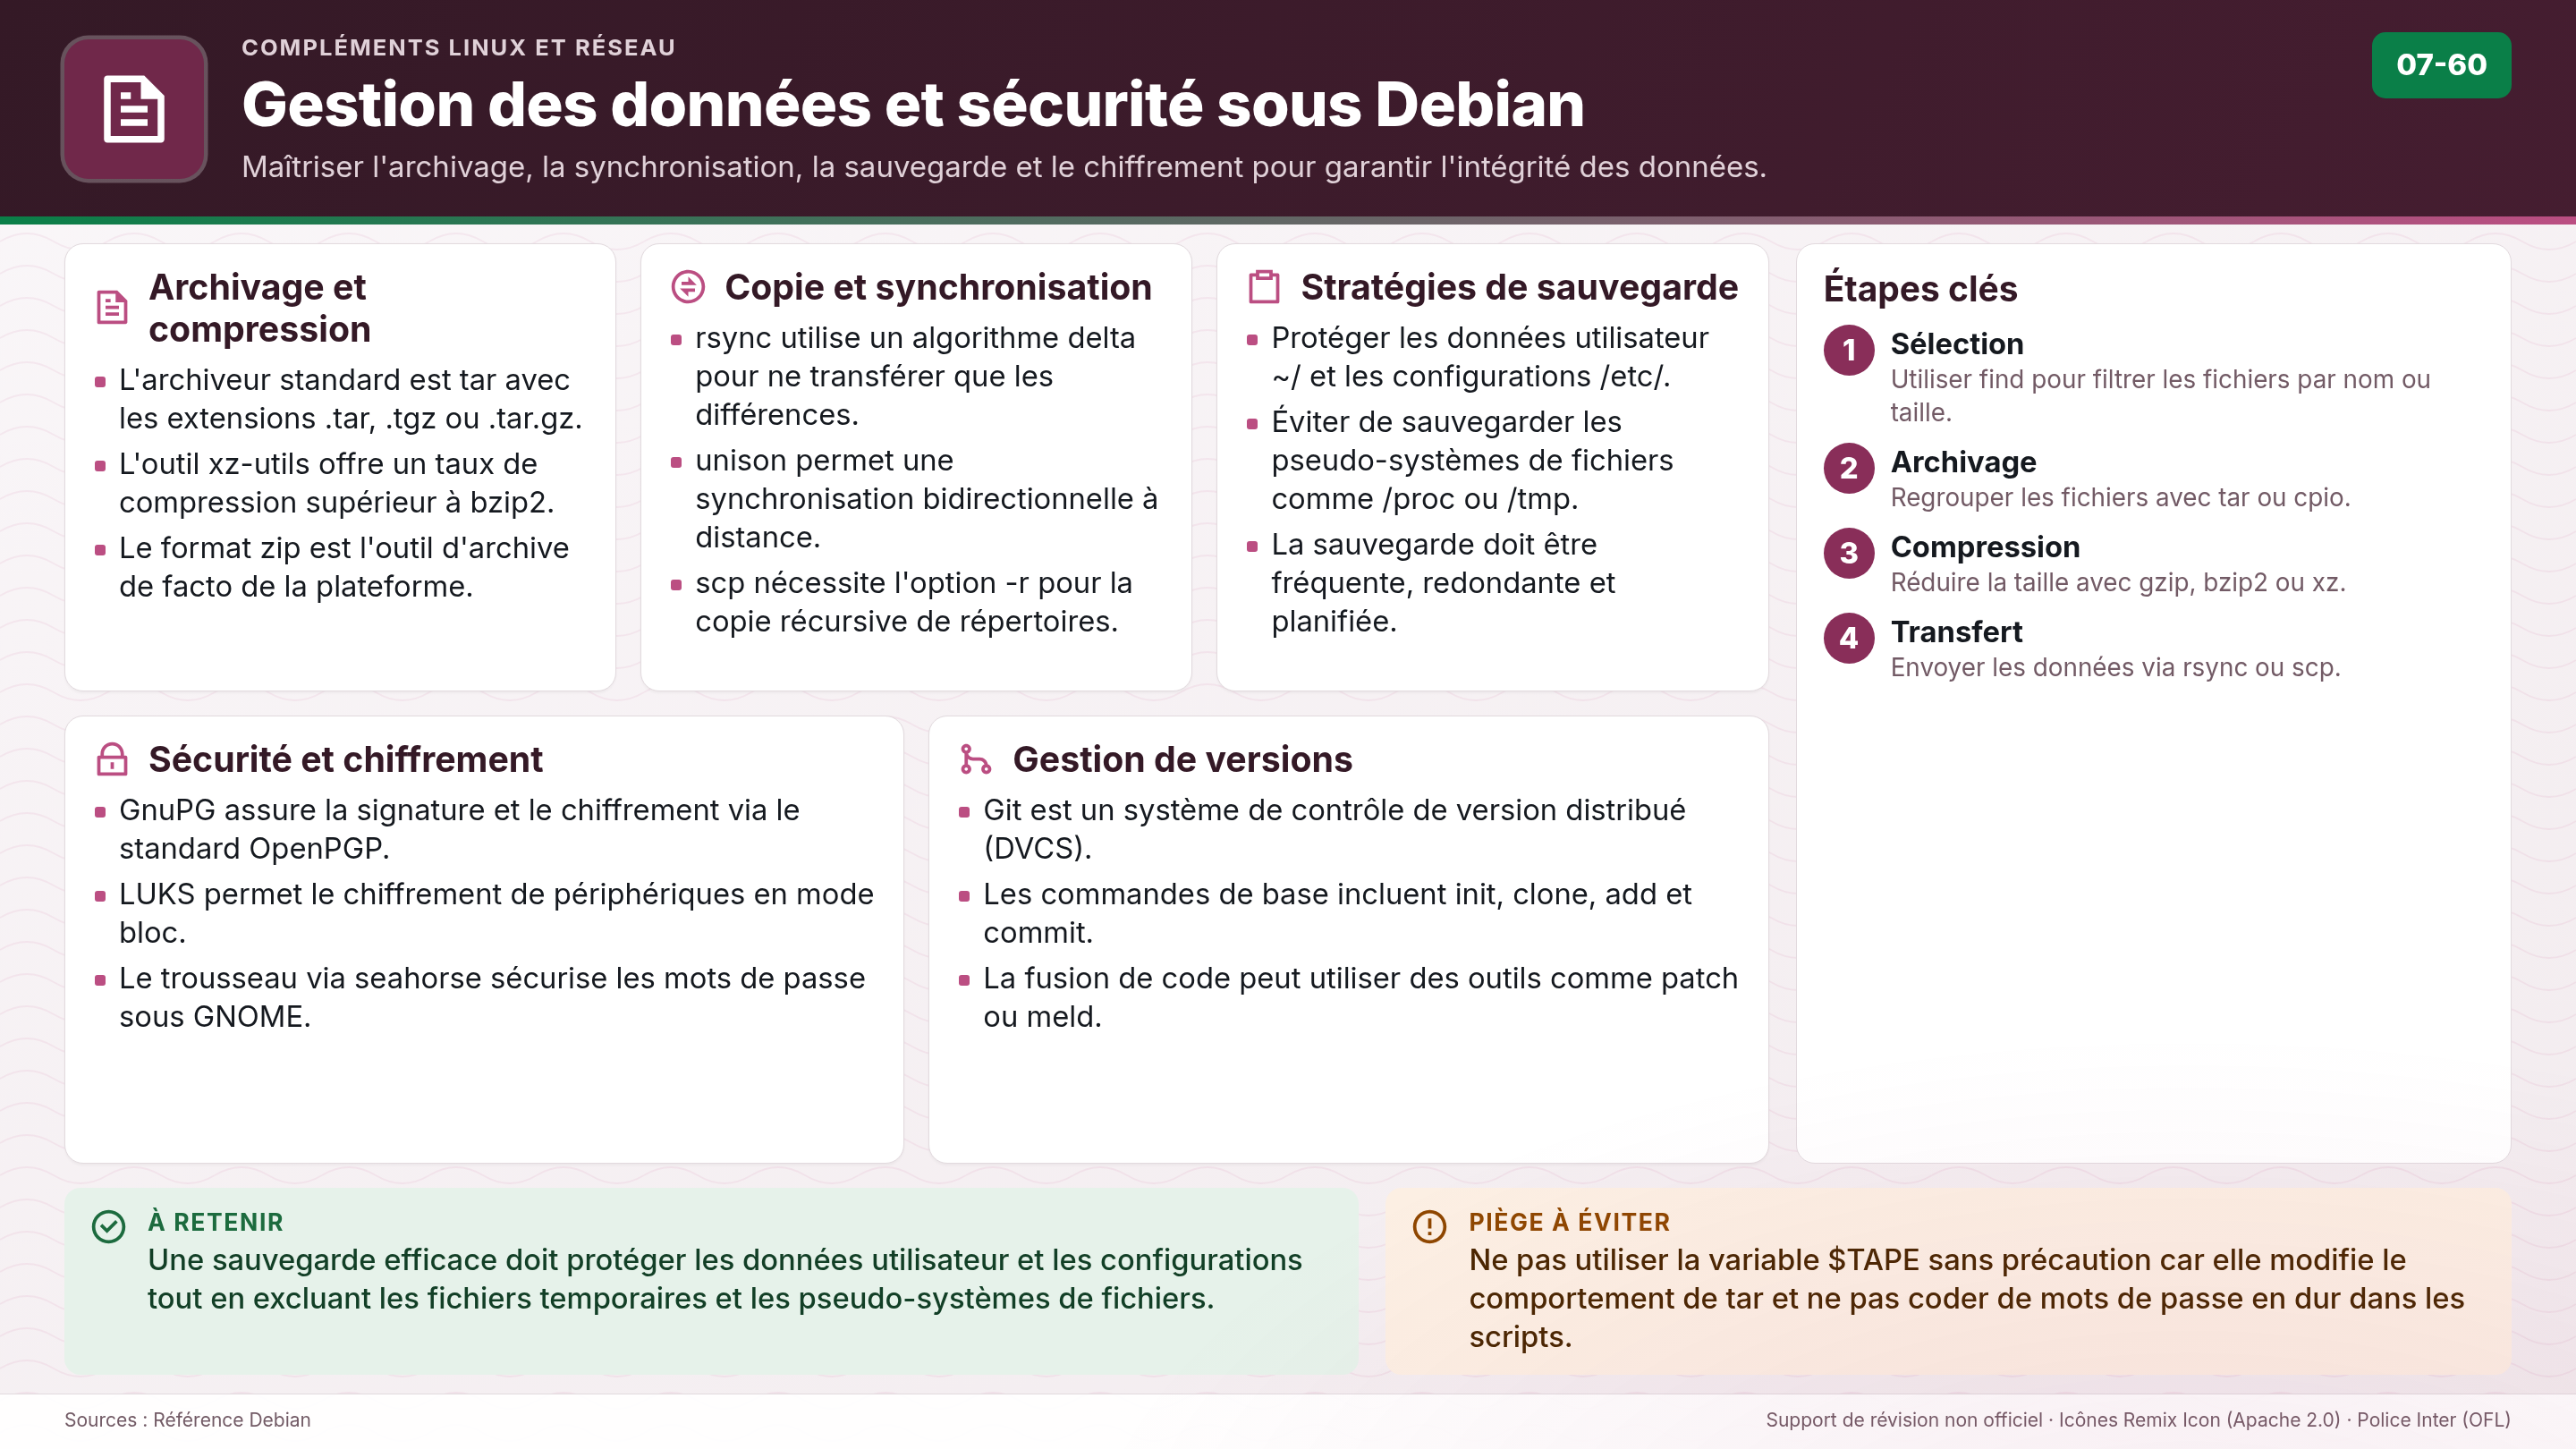 COMPLÉMENTS LINUX ET RÉSEAU
Gestion des données et sécurité sous Debian
Maîtriser l'archivage, la synchronisation, la sauvegarde et le chiffrement pour garantir l'intégrité des données.
07-60
Archivage et
compression
L'archiveur standard est tar avec
les extensions .tar, .tgz ou .tar.gz.
L'outil xz-utils offre un taux de
compression supérieur à bzip2.
Le format zip est l'outil d'archive
de facto de la plateforme.
Copie et synchronisation
rsync utilise un algorithme delta
pour ne transférer que les
différences.
unison permet une
synchronisation bidirectionnelle à
distance.
scp nécessite l'option -r pour la
copie récursive de répertoires.
Stratégies de sauvegarde
Protéger les données utilisateur
~/ et les configurations /etc/.
Éviter de sauvegarder les
pseudo-systèmes de fichiers
comme /proc ou /tmp.
La sauvegarde doit être
fréquente, redondante et
planifiée.
Étapes clés
1 Sélection
Utiliser find pour filtrer les fichiers par nom ou
taille.
2 Archivage
Regrouper les fichiers avec tar ou cpio.
3 Compression
Réduire la taille avec gzip, bzip2 ou xz.
4 Transfert
Envoyer les données via rsync ou scp.
Sécurité et chiffrement
GnuPG assure la signature et le chiffrement via le
standard OpenPGP.
LUKS permet le chiffrement de périphériques en mode
bloc.
Le trousseau via seahorse sécurise les mots de passe
sous GNOME.
Gestion de versions
Git est un système de contrôle de version distribué
(DVCS).
Les commandes de base incluent init, clone, add et
commit.
La fusion de code peut utiliser des outils comme patch
ou meld.
À RETENIR
Une sauvegarde efficace doit protéger les données utilisateur et les configurations
tout en excluant les fichiers temporaires et les pseudo-systèmes de fichiers.
PIÈGE À ÉVITER
Ne pas utiliser la variable $TAPE sans précaution car elle modifie le
comportement de tar et ne pas coder de mots de passe en dur dans les
scripts.
Sources : Référence Debian
Support de révision non officiel · Icônes Remix Icon (Apache 2.0) · Police Inter (OFL)